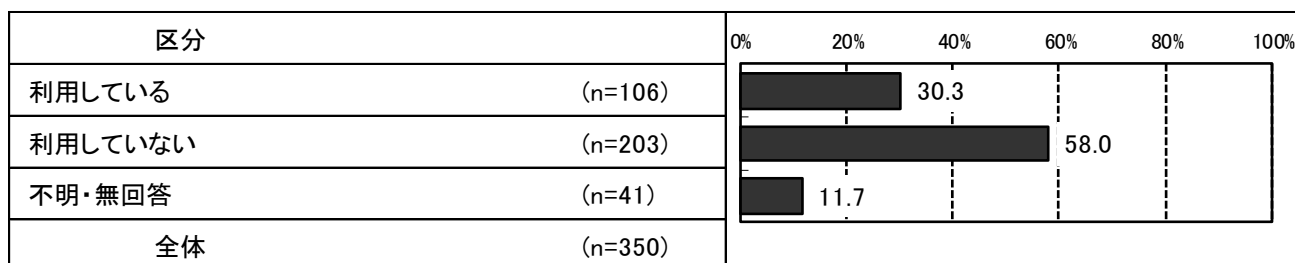 区分 0% 20% 40% 60% 80% 100%
利用している (n=106) 30.3
利用していない (n=203) 58.0
不明・無回答 (n=41) 11.7
全体 (n=350)